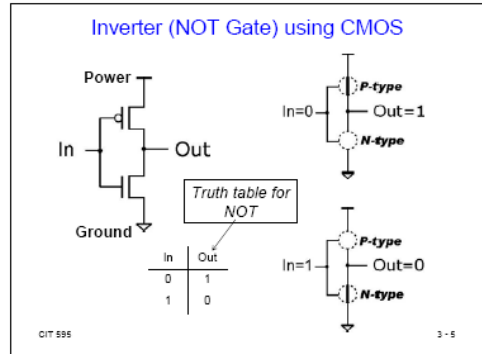 Inverter (NOT Gate) using CMOS
Power
In
Out
Ground
Truth table for
NOT
In Out
0 1
1 0
P-type
In=0 Out=1
N-type
P-type
In=1 Out=0
N-type
CIT 595
3 - 5